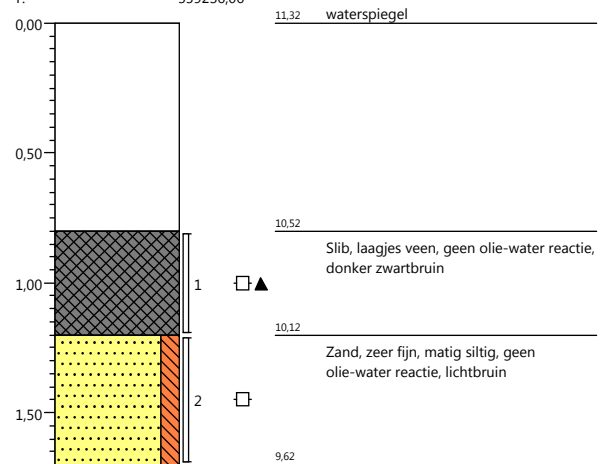 0,00
11,32 waterspiegel
0,50
10,52
Slib, laagjes veen, geen olie-water reactie,
donker zwartbruin
1,00
1
10,12
Zand, zeer fijn, matig siltig, geen
olie-water reactie, lichtbruin
2
1,50
9,62